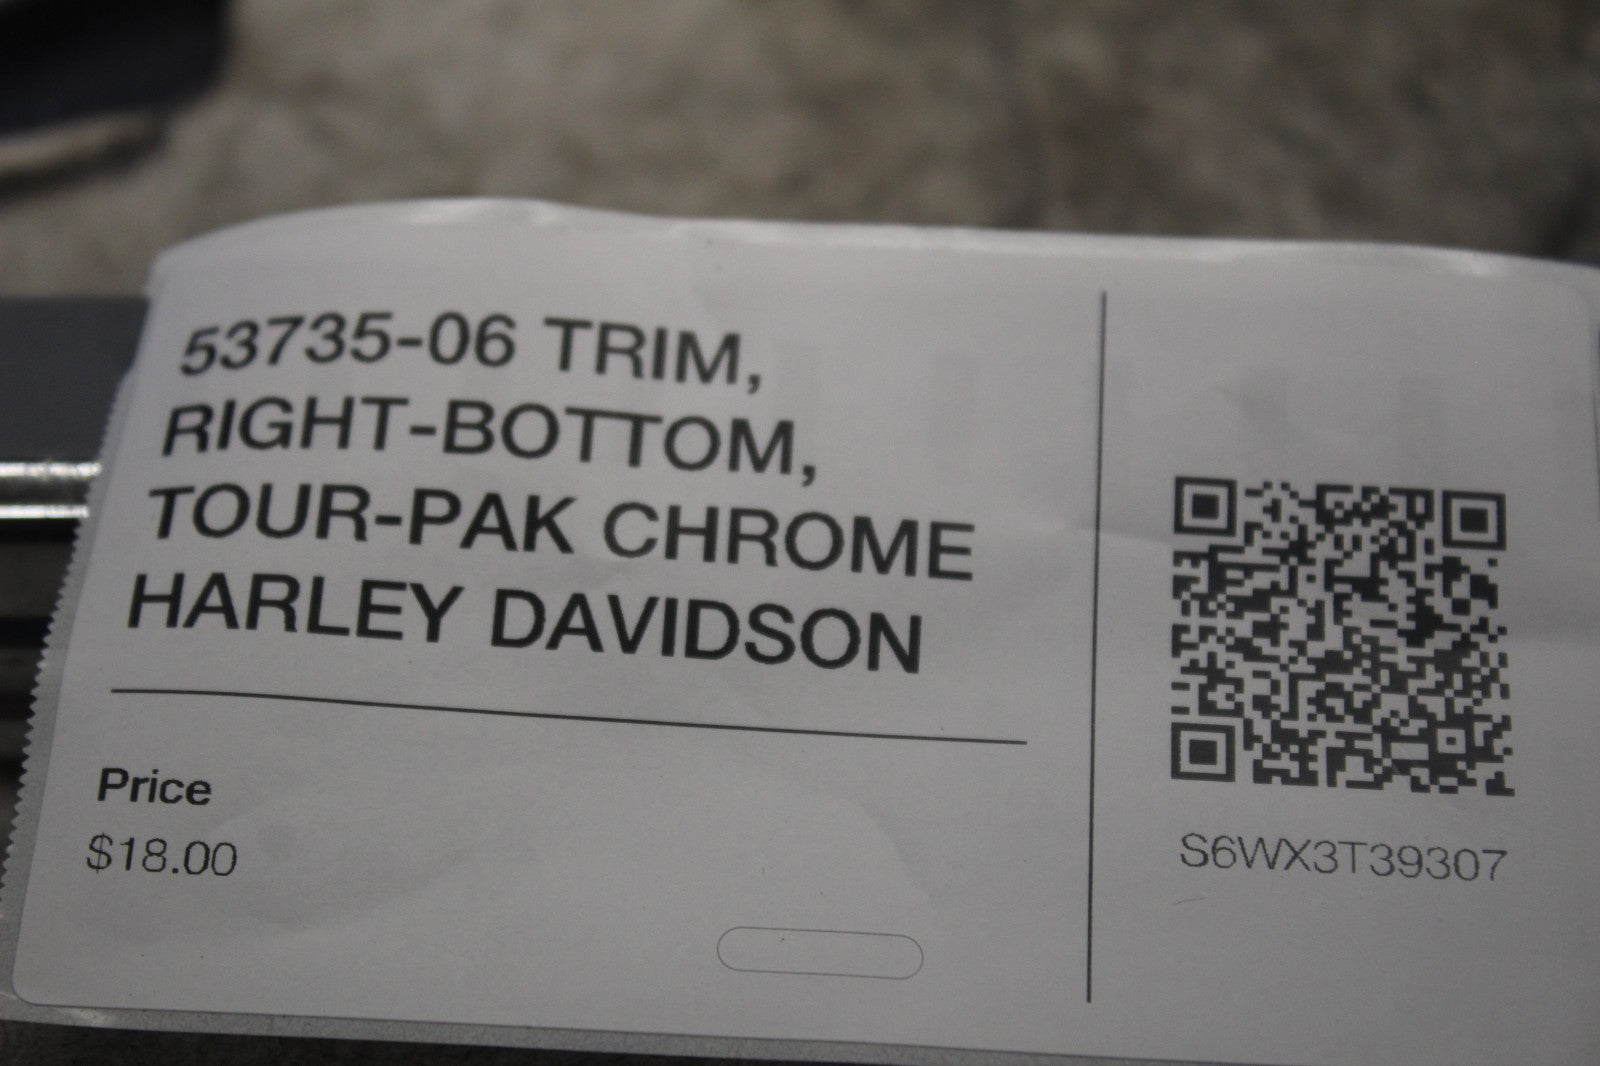 53735-06 TRIM,
RIGHT-BOTTOM,
TOUR-PAK CHROME
HARLEY DAVIDSON
Price
$18.00
S6WX3T39307